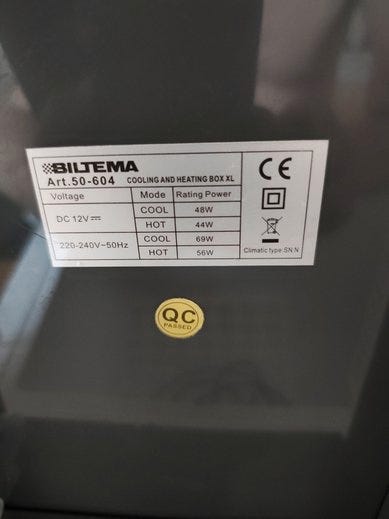 BILTEMA
Art.50-604 COOLING AND HEATING BOX XL
Voltage Mode Rating Power
DC 12V⎓ COOL 48W
HOT 44W
220-240V~50Hz COOL 69W
HOT 56W
CE
Climatic type:SN N
QC
PASSED